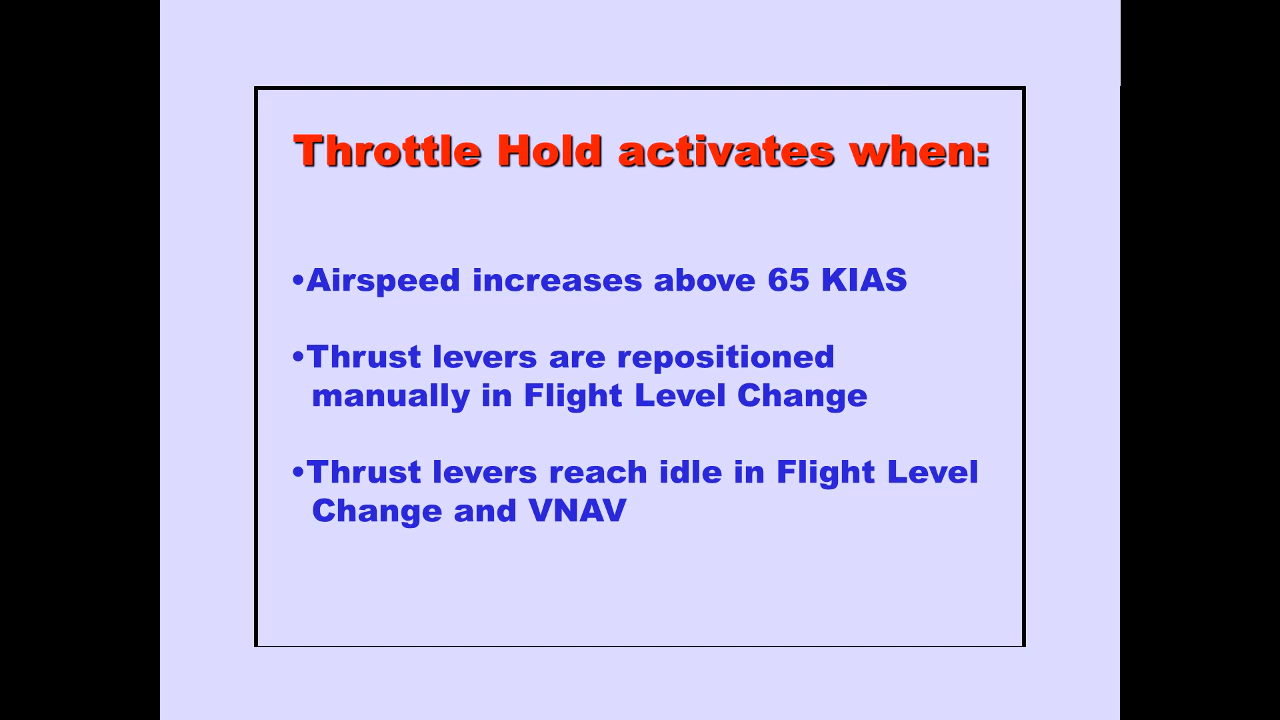 Throttle Hold activates when:
•Airspeed increases above 65 KIAS
•Thrust levers are repositioned
manually in Flight Level Change
•Thrust levers reach idle in Flight Level
Change and VNAV